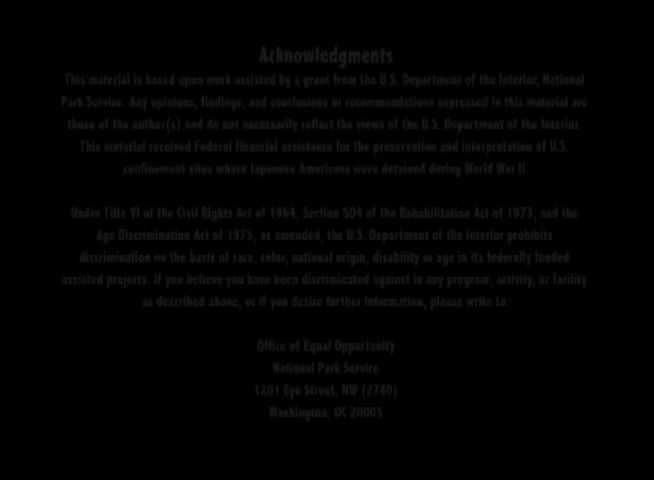 Acknowledgments
This material is based upon work assisted by a grant from the U.S. Department of the Interior, National
Park Service. Any opinions, findings, and conclusions or recommendations expressed in this material are
those of the author(s) and do not necessarily reflect the views of the U.S. Department of the Interior.
This material received Federal financial assistance for the preservation and interpretation of U.S.
confinement sites where Japanese Americans were detained during World War II.
Under Title VI of the Civil Rights Act of 1964, Section 504 of the Rehabilitation Act of 1973, and the
Age Discrimination Act of 1975, as amended, the U.S. Department of the Interior prohibits
discrimination on the basis of race, color, national origin, disability or age in its federally funded
assisted projects. If you believe you have been discriminated against in any program, activity, or facility
as described above, or if you desire further information, please write to:
Office of Equal Opportunity
National Park Service
1201 Eye Street, NW (2740)
Washington, DC 20005